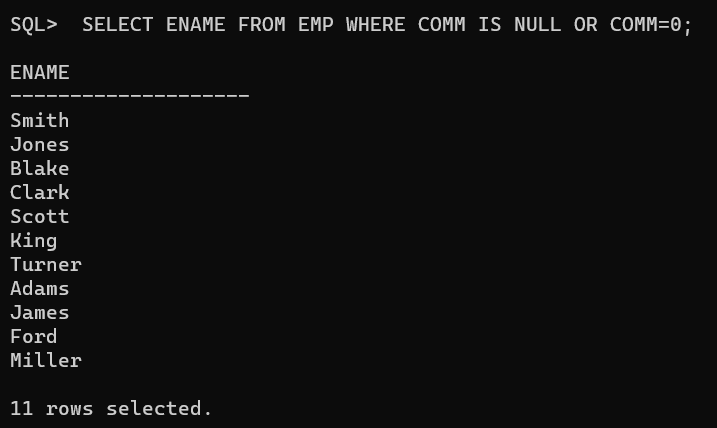 SQL>  SELECT ENAME FROM EMP WHERE COMM IS NULL OR COMM=0;
ENAME
--------------------
Smith
Jones
Blake
Clark
Scott
King
Turner
Adams
James
Ford
Miller
11 rows selected.